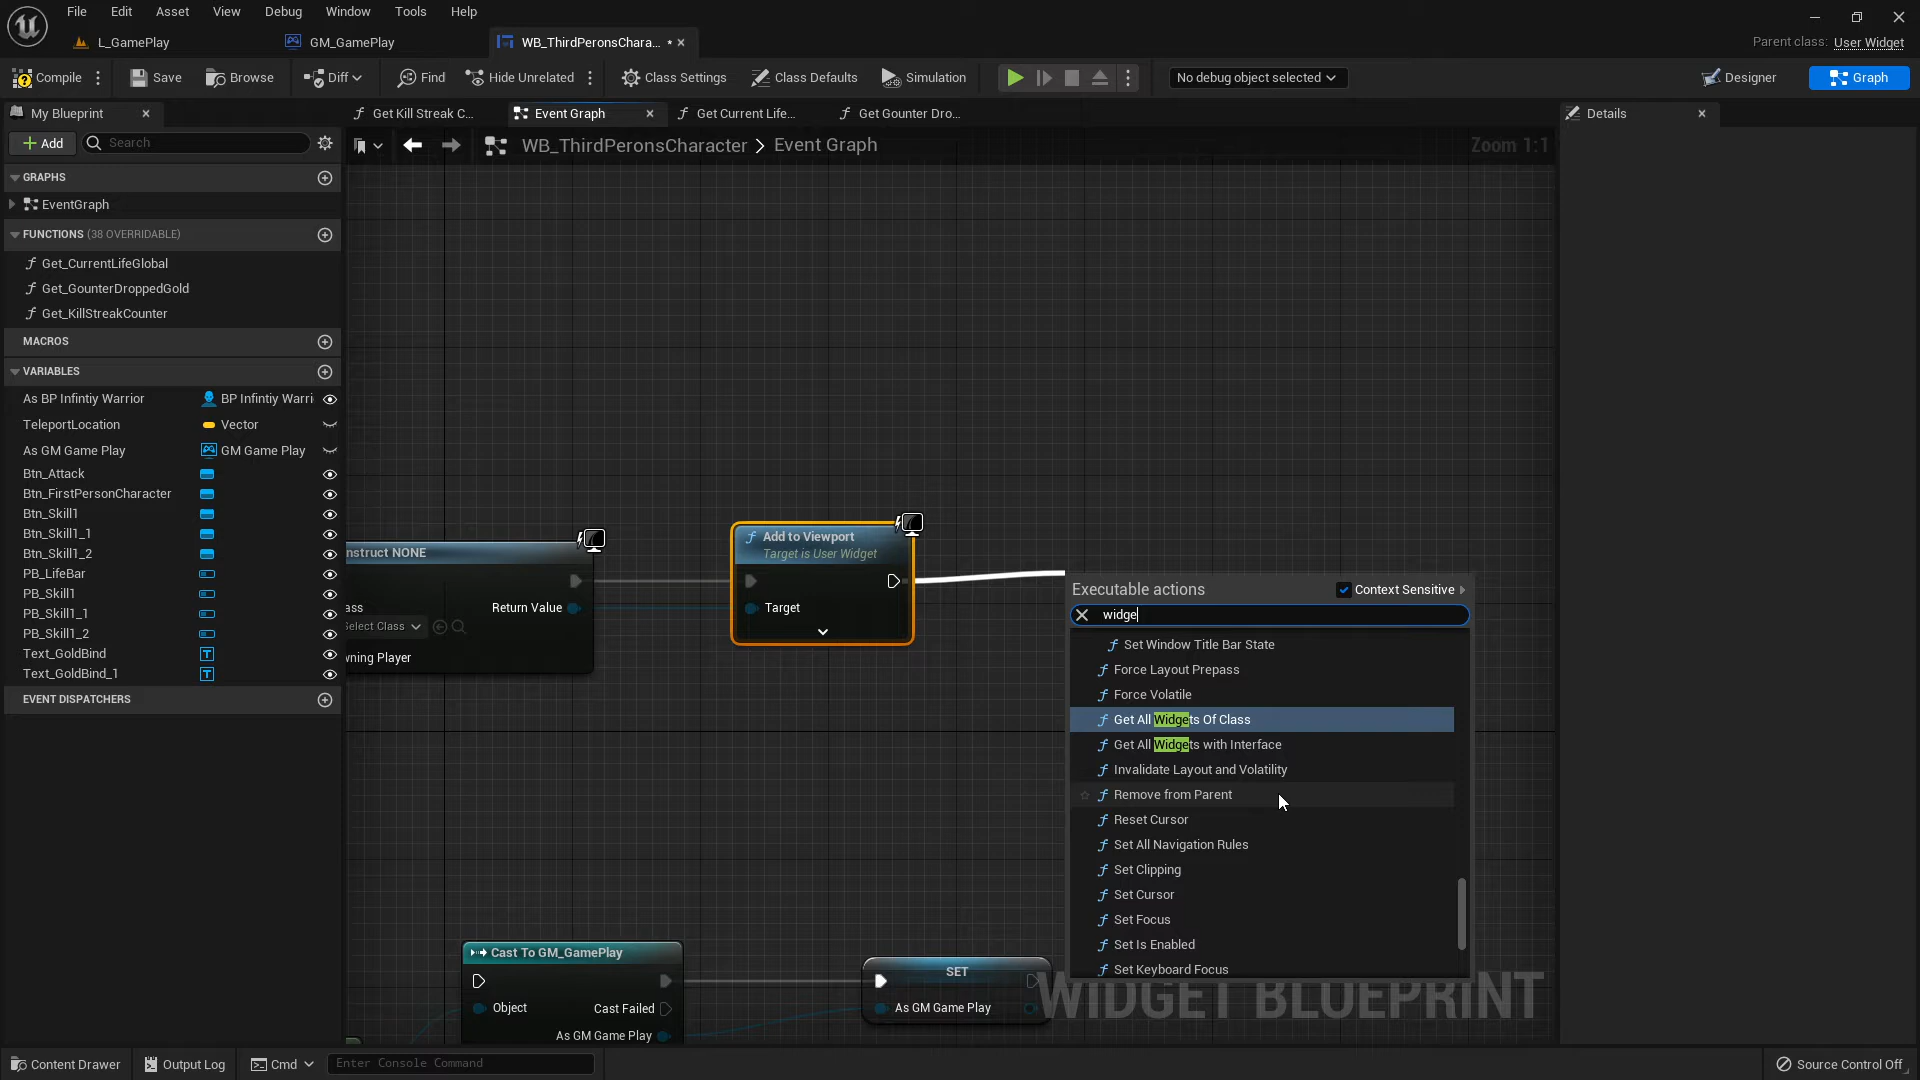 File Edit Asset View Debug Window Tools Help
L_GamePlay GM_GamePlay WB_ThirdPeronsChara... • Parent class: User Widget
Compile Save Browse Diff Find Hide Unrelated Class Settings Class Defaults Simulation No debug object selected Designer Graph
My Blueprint Get Kill Streak C... Event Graph Get Current Life... Get Gounter Dro... Details
Add Search WB_ThirdPeronsCharacter > Event Graph Zoom 1:1
GRAPHS
EventGraph
FUNCTIONS (38 OVERRIDABLE)
Get_CurrentLifeGlobal
Get_GounterDroppedGold
Get_KillStreakCounter
MACROS
VARIABLES
As BP Infintiy Warrior BP Infintiy Warri
TeleportLocation Vector
As GM Game Play GM Game Play
Btn_Attack
Btn_FirstPersonCharacter
Btn_Skill1
Btn_Skill1_1
Btn_Skill1_2
PB_LifeBar
PB_Skill1
PB_Skill1_1
PB_Skill1_2
Text_GoldBind
Text_GoldBind_1
EVENT DISPATCHERS
nstruct NONE
ass Return Value
Select Class
wning Player
Add to Viewport
Target is User Widget
Target
Executable actions Context Sensitive
widge
Set Window Title Bar State
Force Layout Prepass
Force Volatile
Get All Widgets Of Class
Get All Widgets with Interface
Invalidate Layout and Volatility
Remove from Parent
Reset Cursor
Set All Navigation Rules
Set Clipping
Set Cursor
Set Focus
Set Is Enabled
Set Keyboard Focus
Cast To GM_GamePlay
Object Cast Failed
As GM Game Play
SET
As GM Game Play
WIDGET BLUEPRINT
Content Drawer Output Log Cmd Enter Console Command Source Control Off